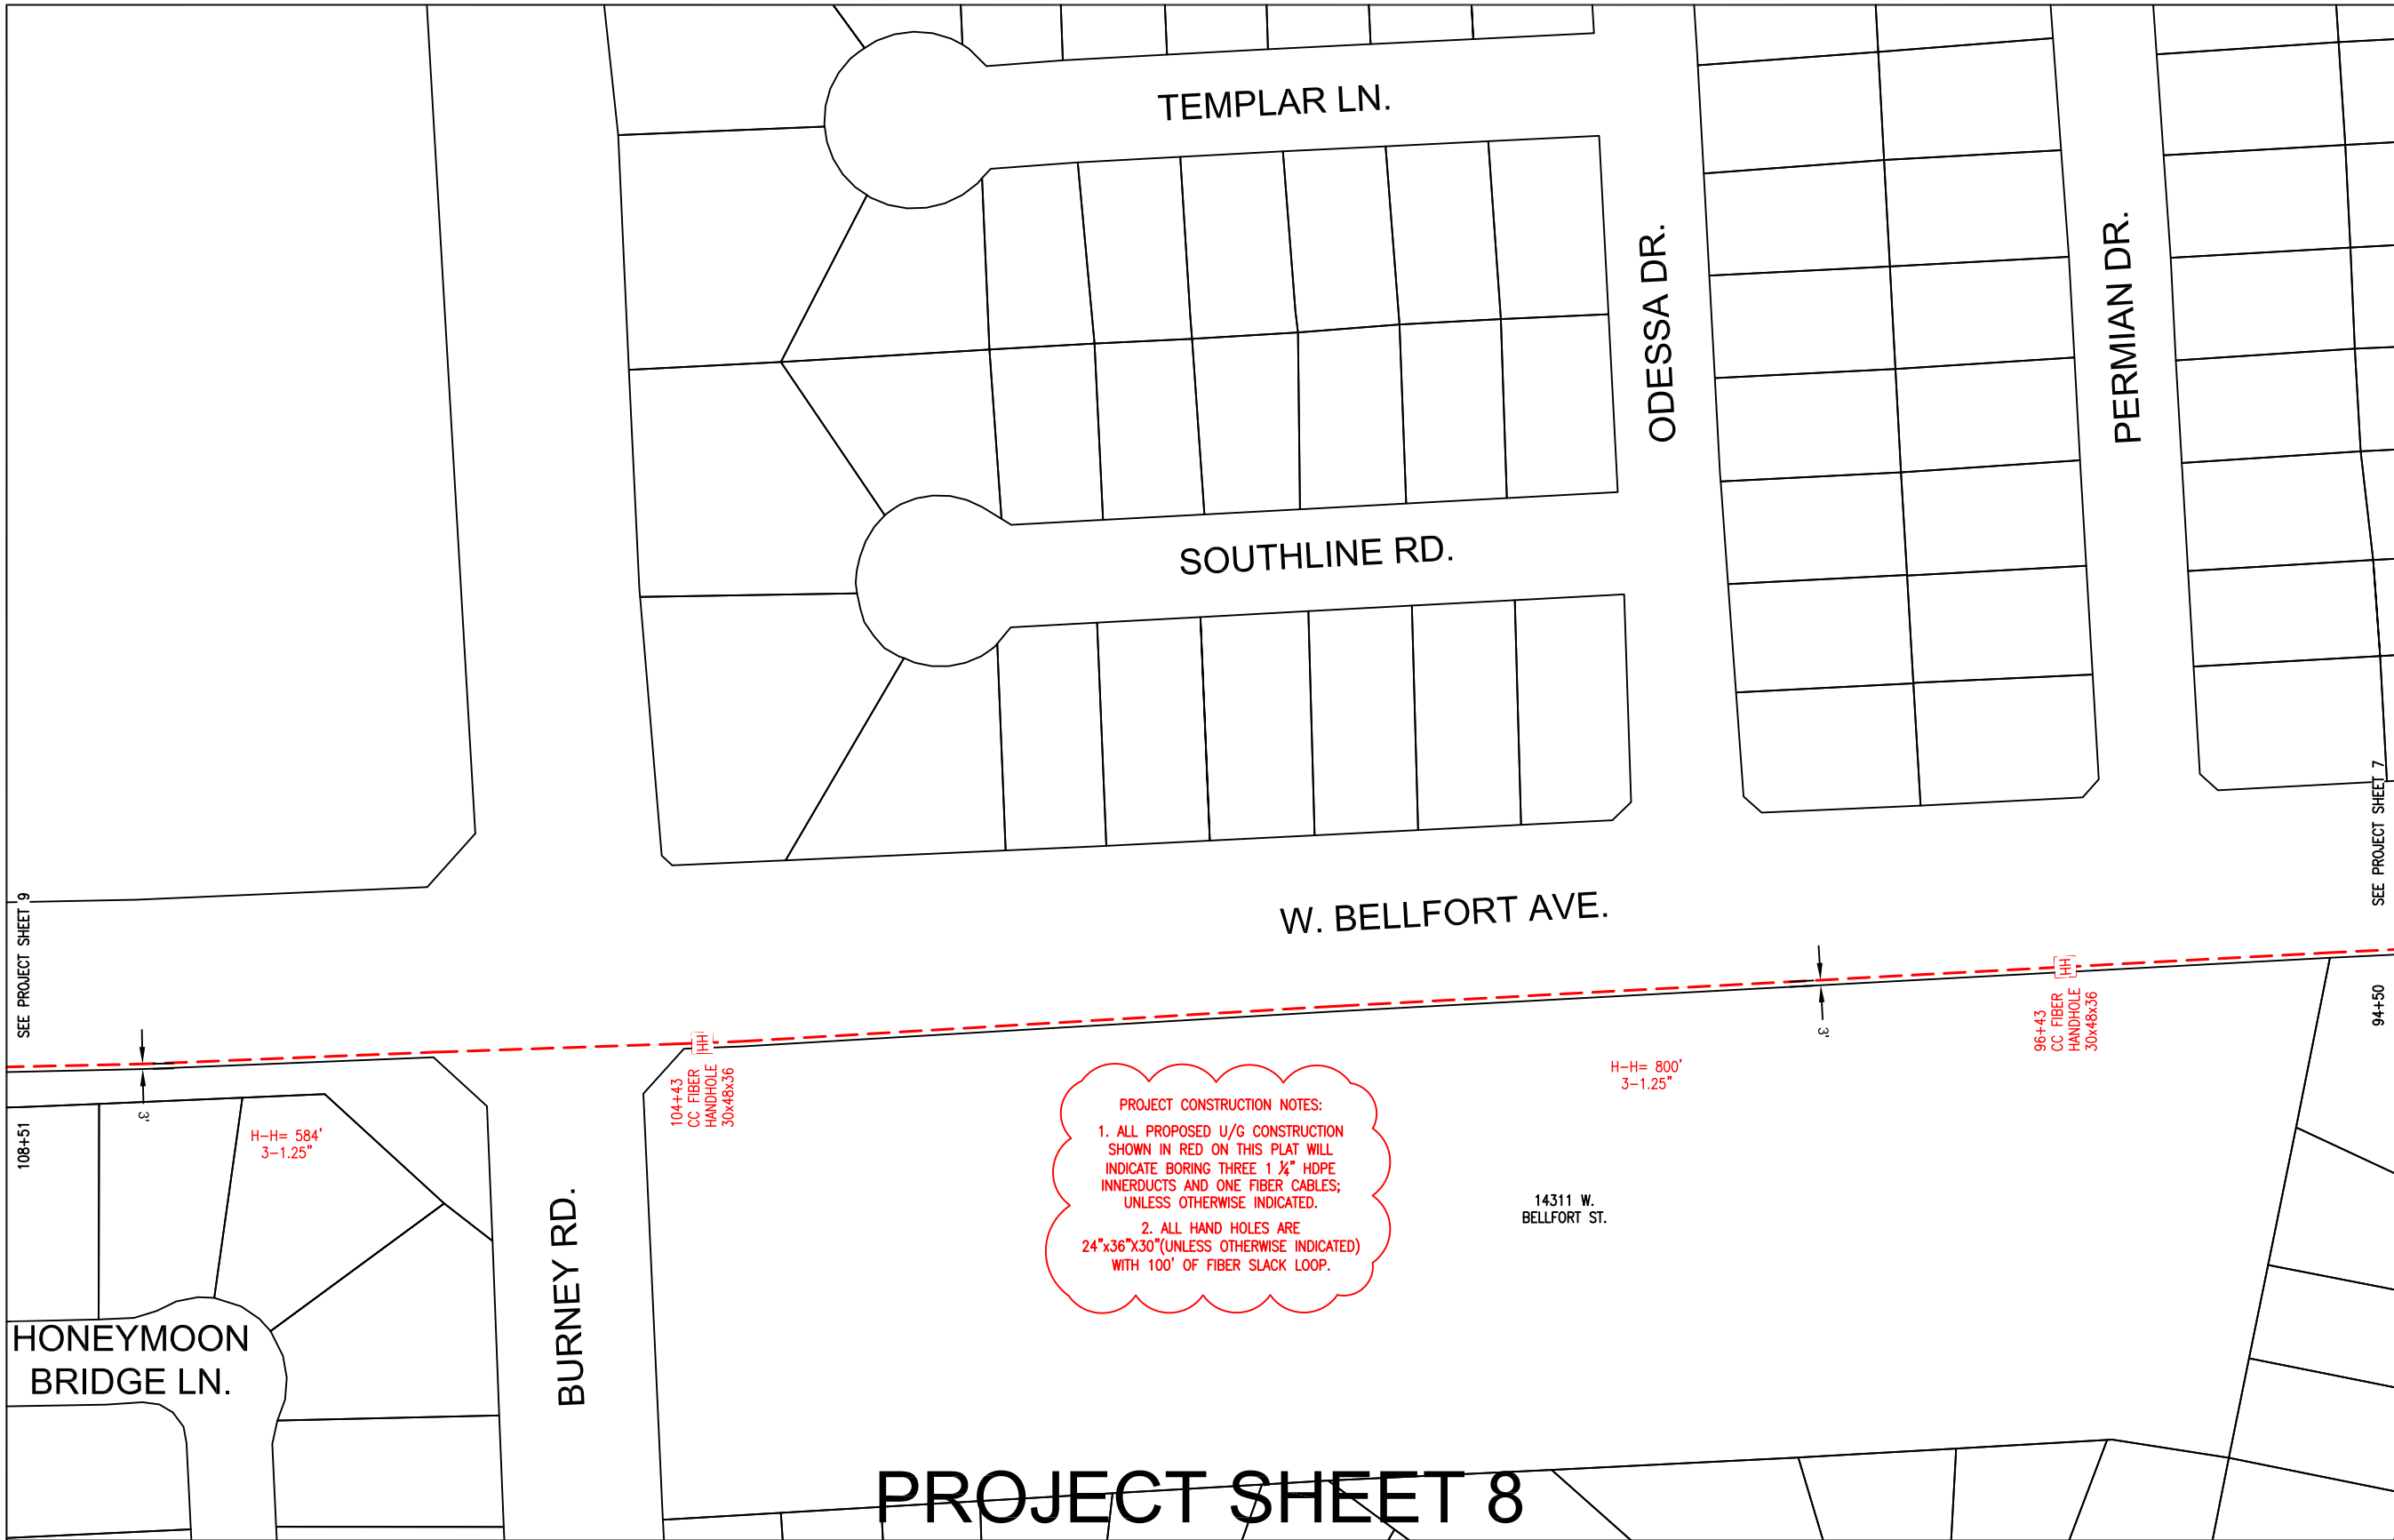 TEMPLAR LN.
ODESSA DR.
PERMIAN DR.
SOUTHLINE RD.
W. BELLFORT AVE.
SEE PROJECT SHEET 7
SEE PROJECT SHEET 9
94+50
96+43
CC FIBER
HANDHOLE
30x48x36
HH
3'
H-H= 800'
3-1.25"
HH
104+43
CC FIBER
HANDHOLE
30x48x36
3'
108+51
H-H= 584'
3-1.25"
PROJECT CONSTRUCTION NOTES:
1. ALL PROPOSED U/G CONSTRUCTION
SHOWN IN RED ON THIS PLAT WILL
INDICATE BORING THREE 1 ¼" HDPE
INNERDUCTS AND ONE FIBER CABLES;
UNLESS OTHERWISE INDICATED.
2. ALL HAND HOLES ARE
24"x36"X30"(UNLESS OTHERWISE INDICATED)
WITH 100' OF FIBER SLACK LOOP.
14311 W.
BELLFORT ST.
BURNEY RD.
HONEYMOON
BRIDGE LN.
PROJECT SHEET 8